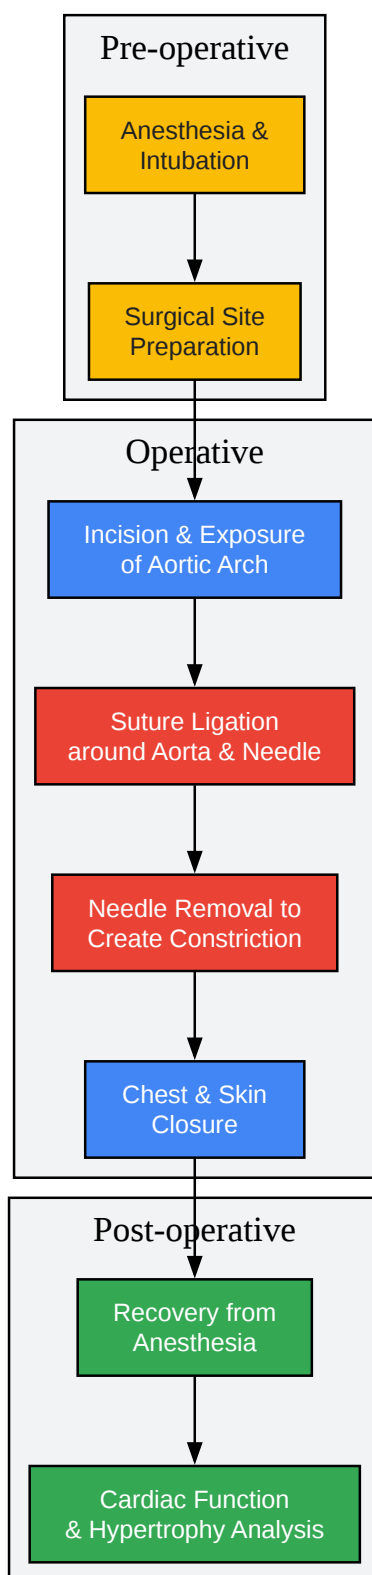 Pre-operative
Anesthesia &
Intubation
Surgical Site
Preparation
Operative
Incision & Exposure
of Aortic Arch
Suture Ligation
around Aorta & Needle
Needle Removal to
Create Constriction
Chest & Skin
Closure
Post-operative
Recovery from
Anesthesia
Cardiac Function
& Hypertrophy Analysis